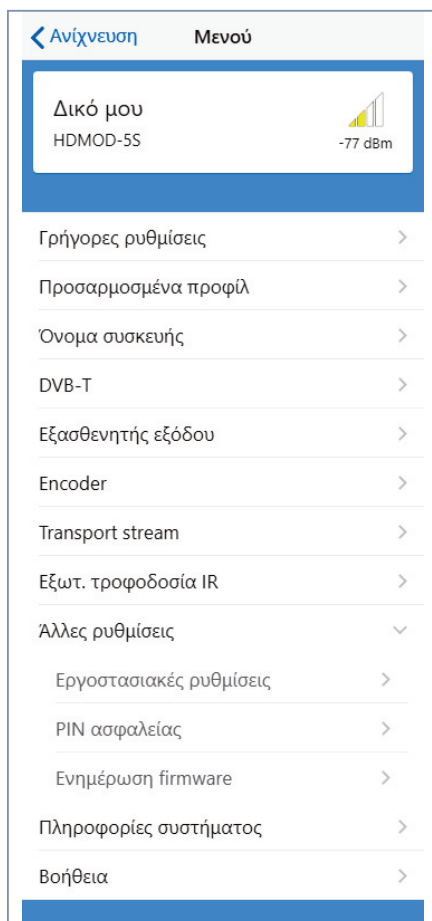 Ανίχνευση Μενού
Δικό μου
HDMOD-5S
-77 dBm
Γρήγορες ρυθμίσεις
Προσαρμοσμένα προφίλ
Όνομα συσκευής
DVB-T
Εξασθενητής εξόδου
Encoder
Transport stream
Εξωτ. τροφοδοσία IR
Άλλες ρυθμίσεις
Εργοστασιακές ρυθμίσεις
PIN ασφαλείας
Ενημέρωση firmware
Πληροφορίες συστήματος
Βοήθεια